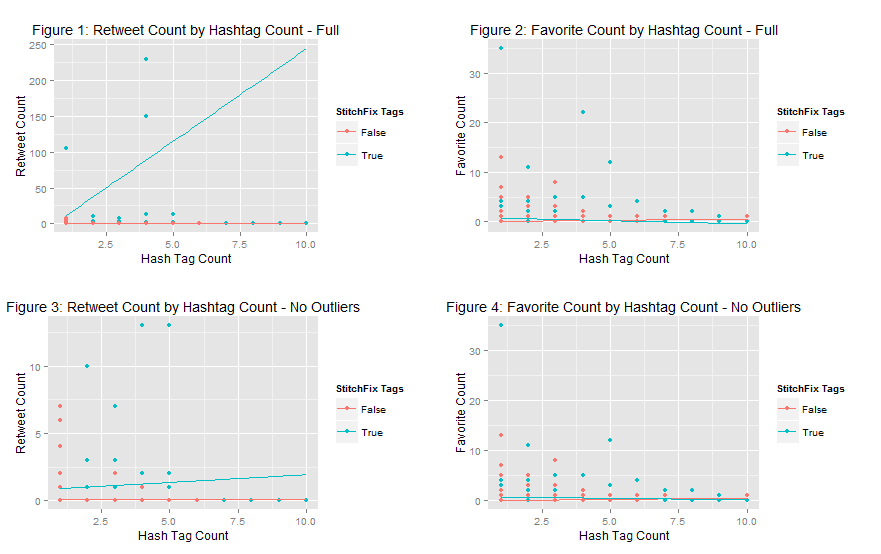 Figure 1: Retweet Count by Hashtag Count - Full
250
200
150
100
50
0
Retweet Count
2.5
5.0
7.5
10.0
Hash Tag Count
StitchFix Tags
False
True
Figure 2: Favorite Count by Hashtag Count - Full
30
20
10
0
Favorite Count
2.5
5.0
7.5
10.0
Hash Tag Count
StitchFix Tags
False
True
Figure 3: Retweet Count by Hashtag Count - No Outliers
10
5
0
Retweet Count
2.5
5.0
7.5
10.0
Hash Tag Count
StitchFix Tags
False
True
Figure 4: Favorite Count by Hashtag Count - No Outliers
30
20
10
0
Favorite Count
2.5
5.0
7.5
10.0
Hash Tag Count
StitchFix Tags
False
True